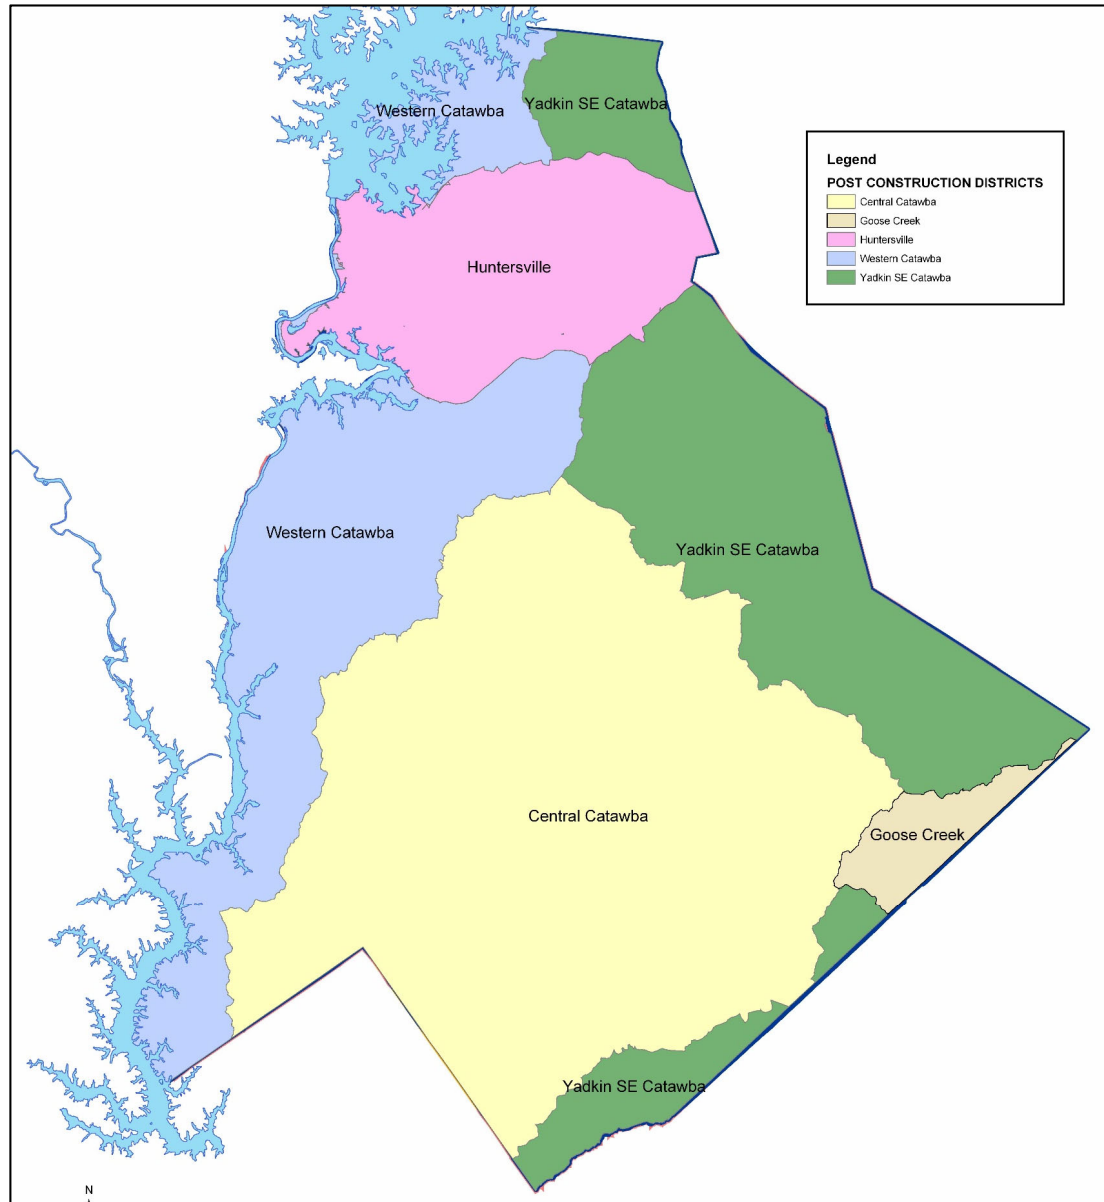 Western Catawba
Yadkin SE Catawba
Legend
POST CONSTRUCTION DISTRICTS
Central Catawba
Goose Creek
Huntersville
Western Catawba
Yadkin SE Catawba
Huntersville
Western Catawba
Yadkin SE Catawba
Central Catawba
Goose Creek
Yadkin SE Catawba
N